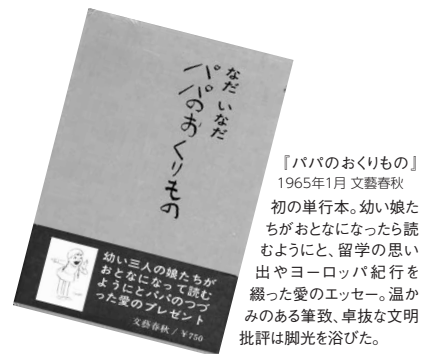 なだ いなだ
パパのおくりもの
幼い三人の娘たちが
おとなになって読む
ようにとパパのつづ
った愛のプレゼント
文藝春秋/¥750
『パパのおくりもの』
1965年1月 文藝春秋
初の単行本。幼い娘た
ちがおとなになったら読
むようにと、留学の思い
出やヨーロッパ紀行を
綴った愛のエッセー。温か
みのある筆致、卓抜な文明
批評は脚光を浴びた。